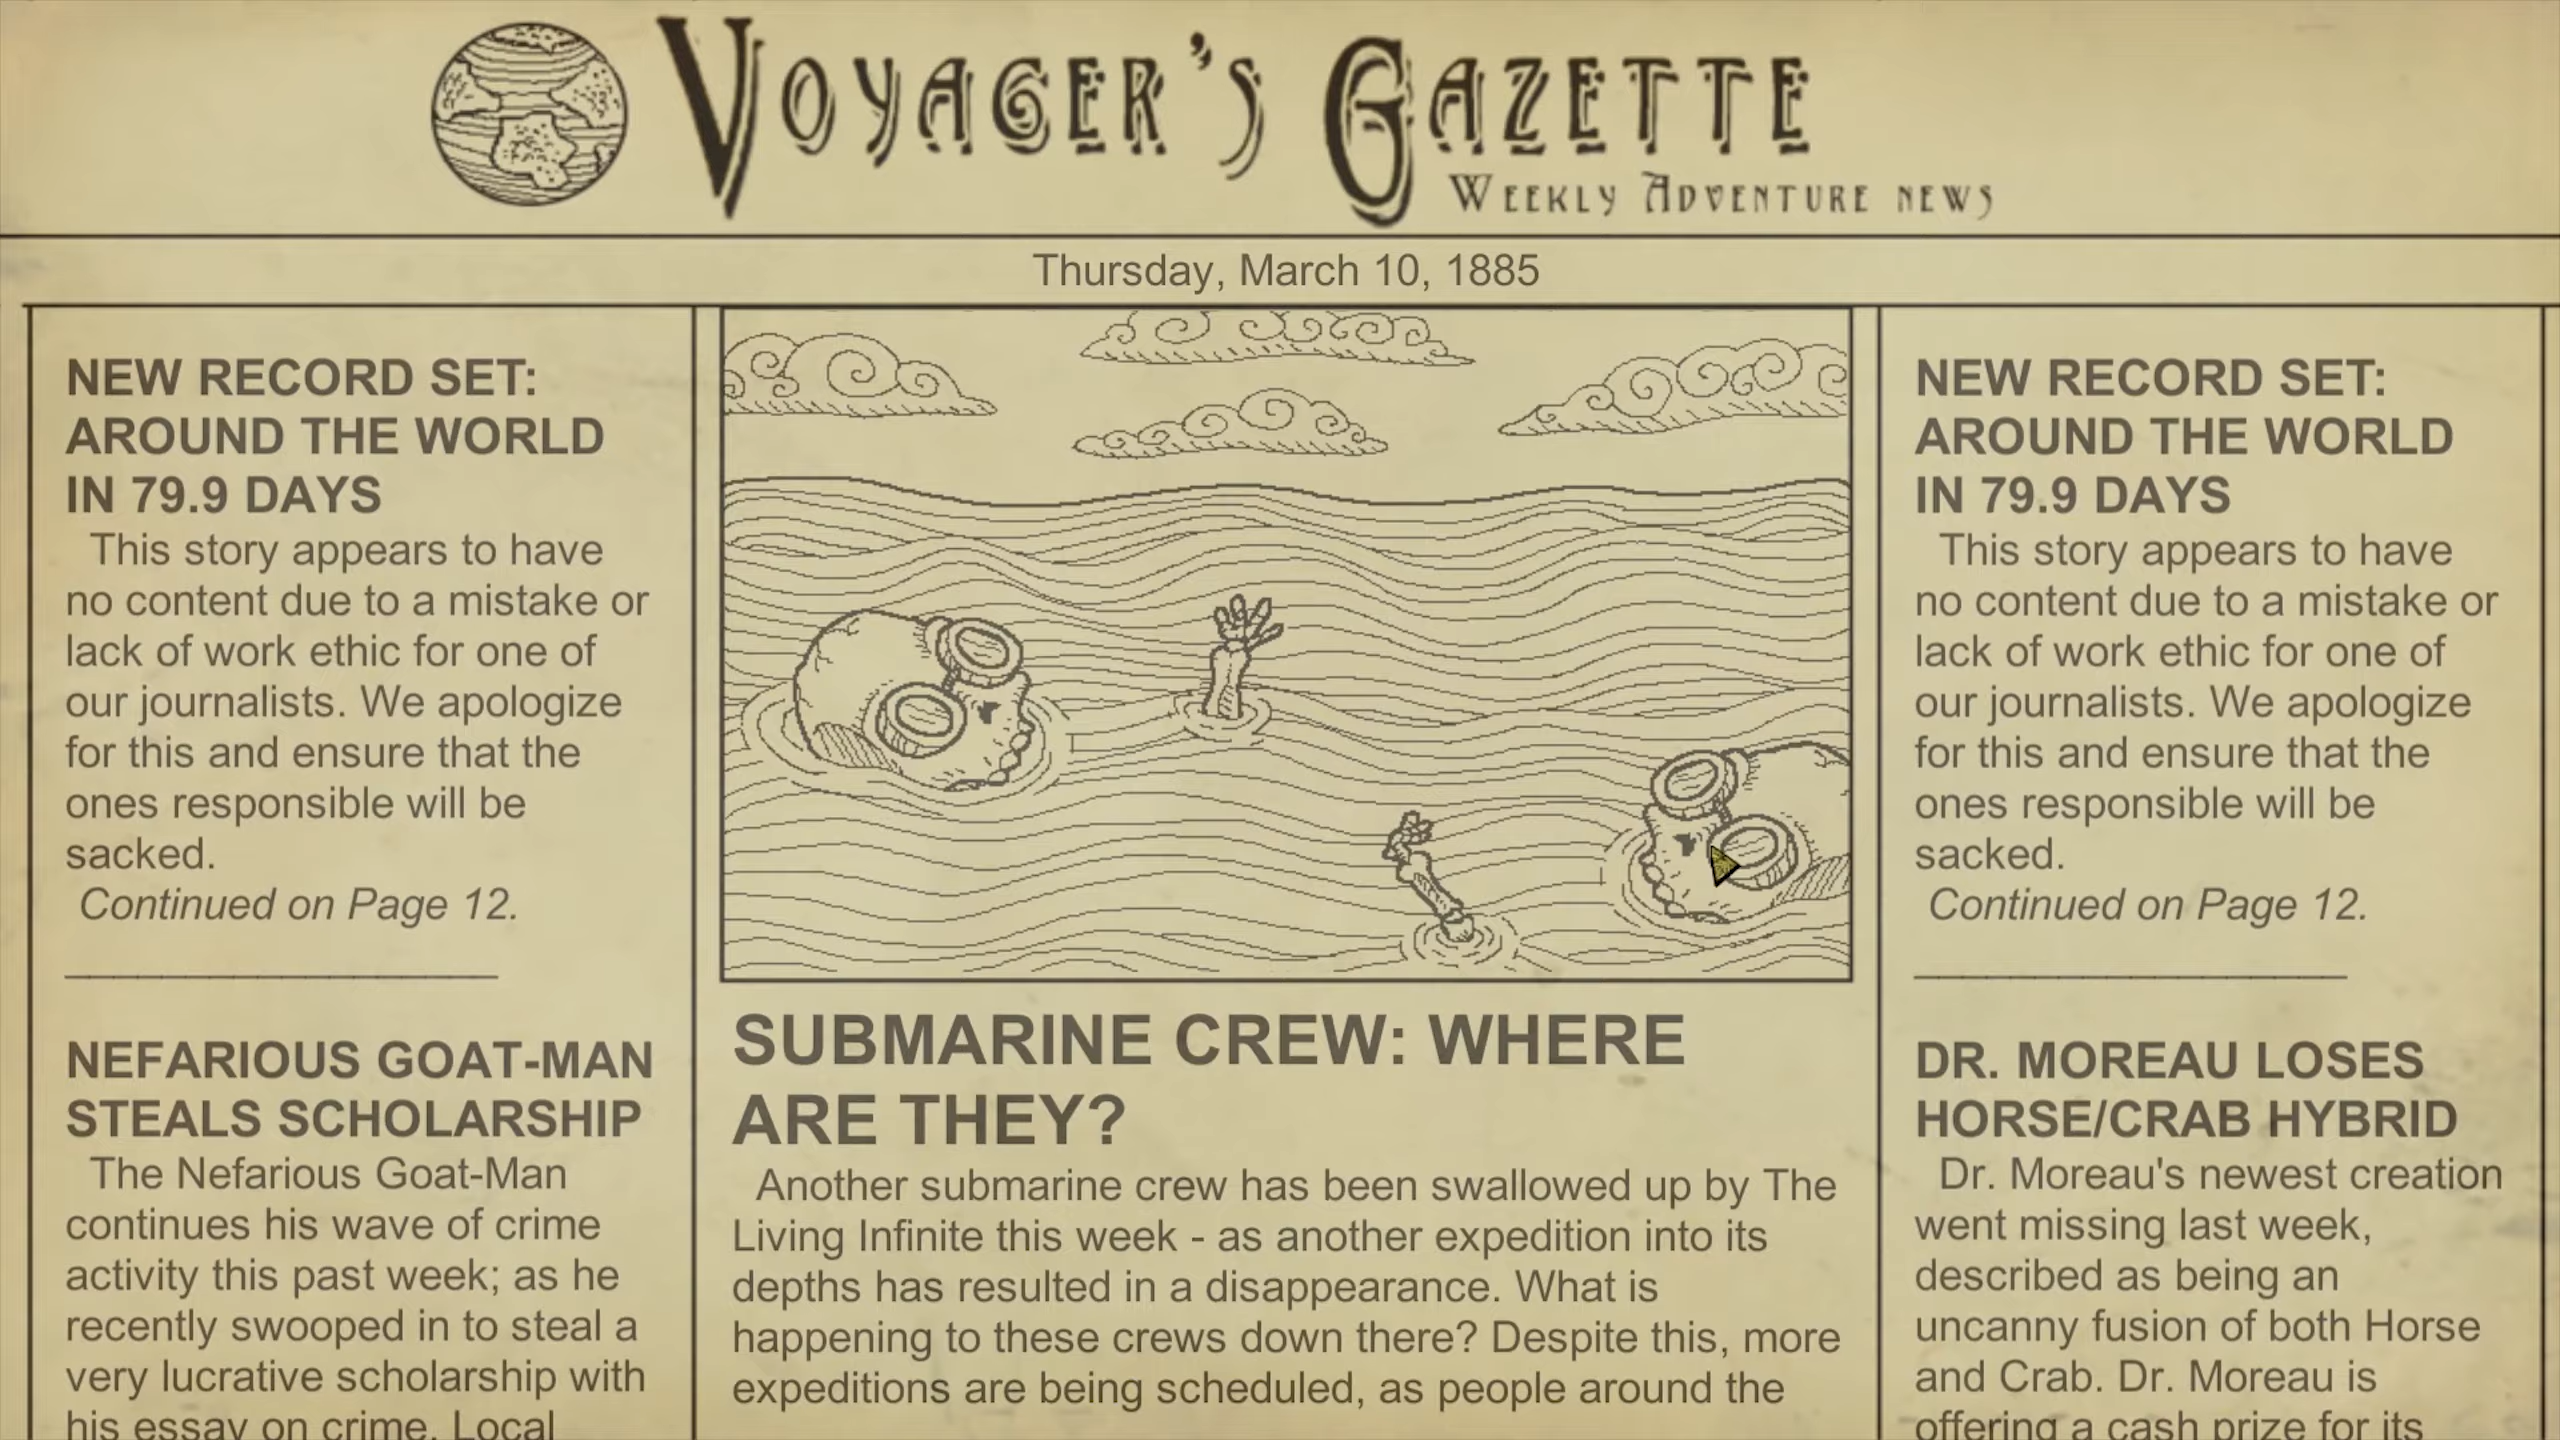 VOYAGER'S GAZETTE
WEEKLY ADVENTURE NEWS
Thursday, March 10, 1885
NEW RECORD SET:
AROUND THE WORLD
IN 79.9 DAYS
This story appears to have
no content due to a mistake or
lack of work ethic for one of
our journalists. We apologize
for this and ensure that the
ones responsible will be
sacked.
Continued on Page 12.
NEFARIOUS GOAT-MAN
STEALS SCHOLARSHIP
The Nefarious Goat-Man
continues his wave of crime
activity this past week; as he
recently swooped in to steal a
very lucrative scholarship with
his essay on crime. Local
SUBMARINE CREW: WHERE
ARE THEY?
Another submarine crew has been swallowed up by The
Living Infinite this week - as another expedition into its
depths has resulted in a disappearance. What is
happening to these crews down there? Despite this, more
expeditions are being scheduled, as people around the
NEW RECORD SET:
AROUND THE WORLD
IN 79.9 DAYS
This story appears to have
no content due to a mistake or
lack of work ethic for one of
our journalists. We apologize
for this and ensure that the
ones responsible will be
sacked.
Continued on Page 12.
DR. MOREAU LOSES
HORSE/CRAB HYBRID
Dr. Moreau's newest creation
went missing last week,
described as being an
uncanny fusion of both Horse
and Crab. Dr. Moreau is
offering a cash prize for its